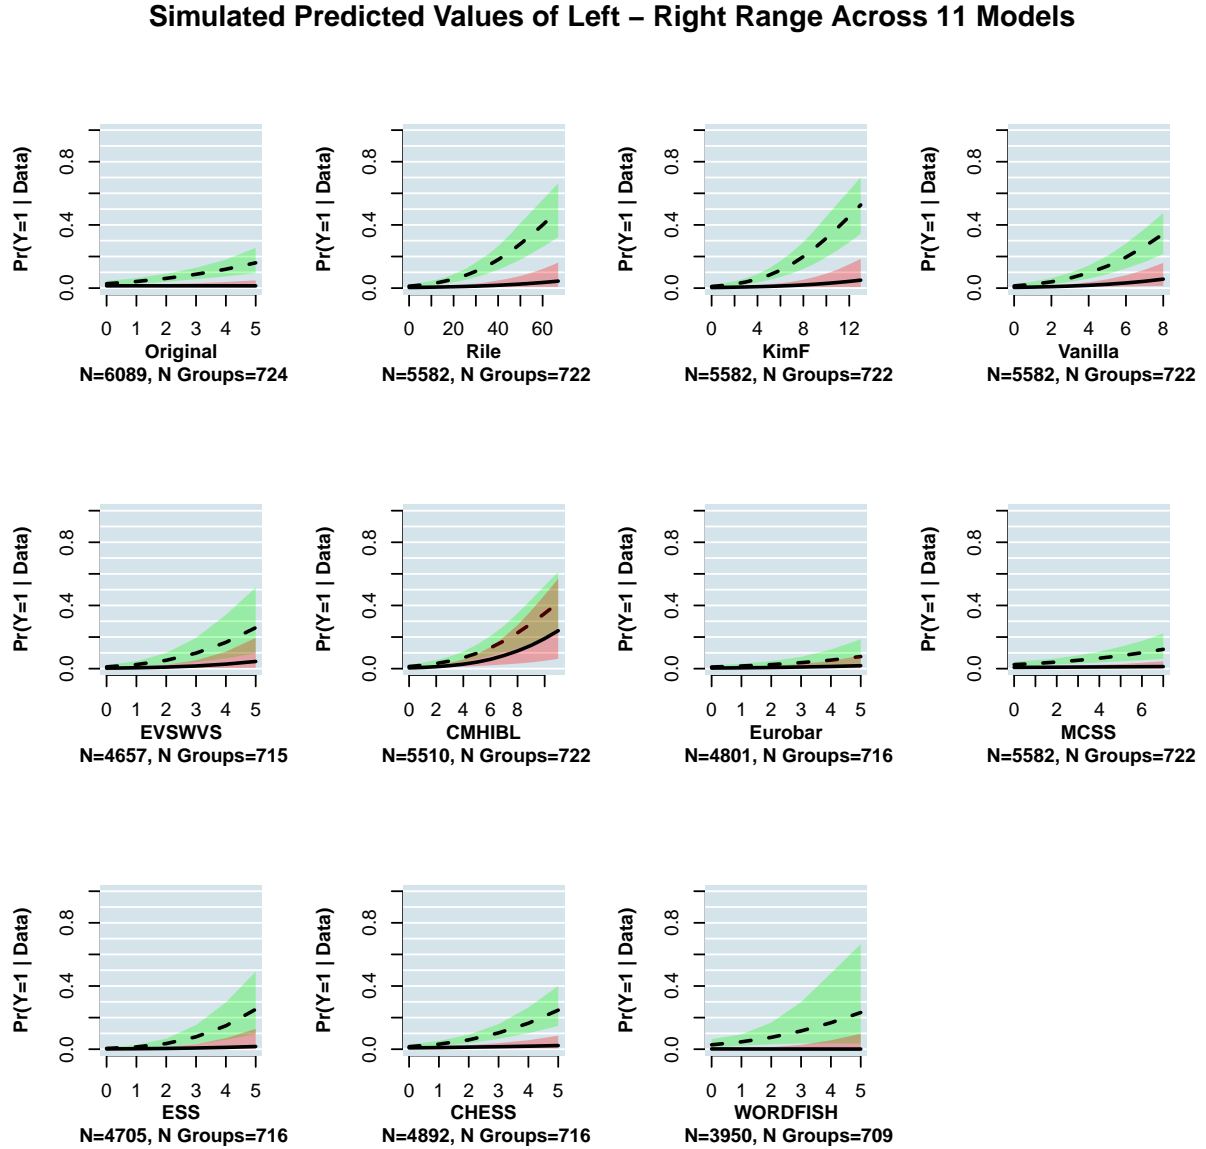 Simulated Predicted Values of Left – Right Range Across 11 Models
Pr(Y=1 | Data)
0.0 0.4 0.8
0 1 2 3 4 5
Original
N=6089, N Groups=724
Pr(Y=1 | Data)
0.0 0.4 0.8
0 20 40 60
Rile
N=5582, N Groups=722
Pr(Y=1 | Data)
0.0 0.4 0.8
0 4 8 12
KimF
N=5582, N Groups=722
Pr(Y=1 | Data)
0.0 0.4 0.8
0 2 4 6 8
Vanilla
N=5582, N Groups=722
Pr(Y=1 | Data)
0.0 0.4 0.8
0 1 2 3 4 5
EVSWVS
N=4657, N Groups=715
Pr(Y=1 | Data)
0.0 0.4 0.8
0 2 4 6 8
CMHIBL
N=5510, N Groups=722
Pr(Y=1 | Data)
0.0 0.4 0.8
0 1 2 3 4 5
Eurobar
N=4801, N Groups=716
Pr(Y=1 | Data)
0.0 0.4 0.8
0 2 4 6
MCSS
N=5582, N Groups=722
Pr(Y=1 | Data)
0.0 0.4 0.8
0 1 2 3 4 5
ESS
N=4705, N Groups=716
Pr(Y=1 | Data)
0.0 0.4 0.8
0 1 2 3 4 5
CHESS
N=4892, N Groups=716
Pr(Y=1 | Data)
0.0 0.4 0.8
0 1 2 3 4 5
WORDFISH
N=3950, N Groups=709